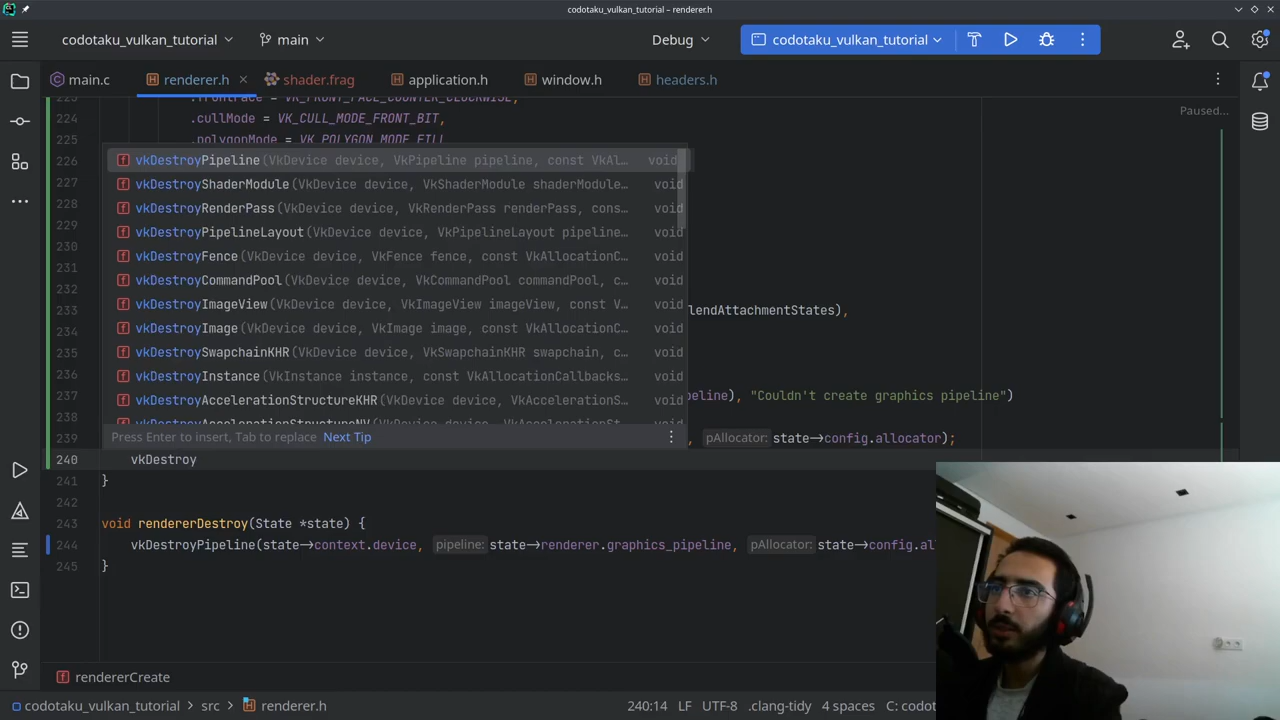 codotaku_vulkan_tutorial – renderer.h
codotaku_vulkan_tutorial
main
Debug
codotaku_vulkan_tutorial
main.c
renderer.h
shader.frag
application.h
window.h
headers.h
Paused...
223 .frontFace = VK_FRONT_FACE_COUNTER_CLOCKWISE,
224 .cullMode = VK_CULL_MODE_FRONT_BIT,
225 .polygonMode = VK_POLYGON_MODE_FILL
226 vkDestroyPipeline(VkDevice device, VkPipeline pipeline, const VkAl… void
227 vkDestroyShaderModule(VkDevice device, VkShaderModule shaderModule… void
228 vkDestroyRenderPass(VkDevice device, VkRenderPass renderPass, cons… void
229 vkDestroyPipelineLayout(VkDevice device, VkPipelineLayout pipeline… void
230
vkDestroyFence(VkDevice device, VkFence fence, const VkAllocationC… void
231
vkDestroyCommandPool(VkDevice device, VkCommandPool commandPool, c… void
232
vkDestroyImageView(VkDevice device, VkImageView imageView, const V… void
233 lendAttachmentStates),
vkDestroyImage(VkDevice device, VkImage image, const VkAllocationC… void
234
vkDestroySwapchainKHR(VkDevice device, VkSwapchainKHR swapchain, c… void
235
vkDestroyInstance(VkInstance instance, const VkAllocationCallbacks… void
236
vkDestroyAccelerationStructureKHR(VkDevice device, VkAccelerationS… void
237 peline), "Couldn't create graphics pipeline")
238
Press Enter to insert, Tab to replace Next Tip
239 , pAllocator: state→config.allocator);
240 vkDestroy
241 }
242
243 void rendererDestroy(State *state) {
244 vkDestroyPipeline(state→context.device, pipeline: state→renderer.graphics_pipeline, pAllocator: state→config.al
245 }
rendererCreate
codotaku_vulkan_tutorial > src > renderer.h
240:14 LF UTF-8 .clang-tidy 4 spaces C: codot